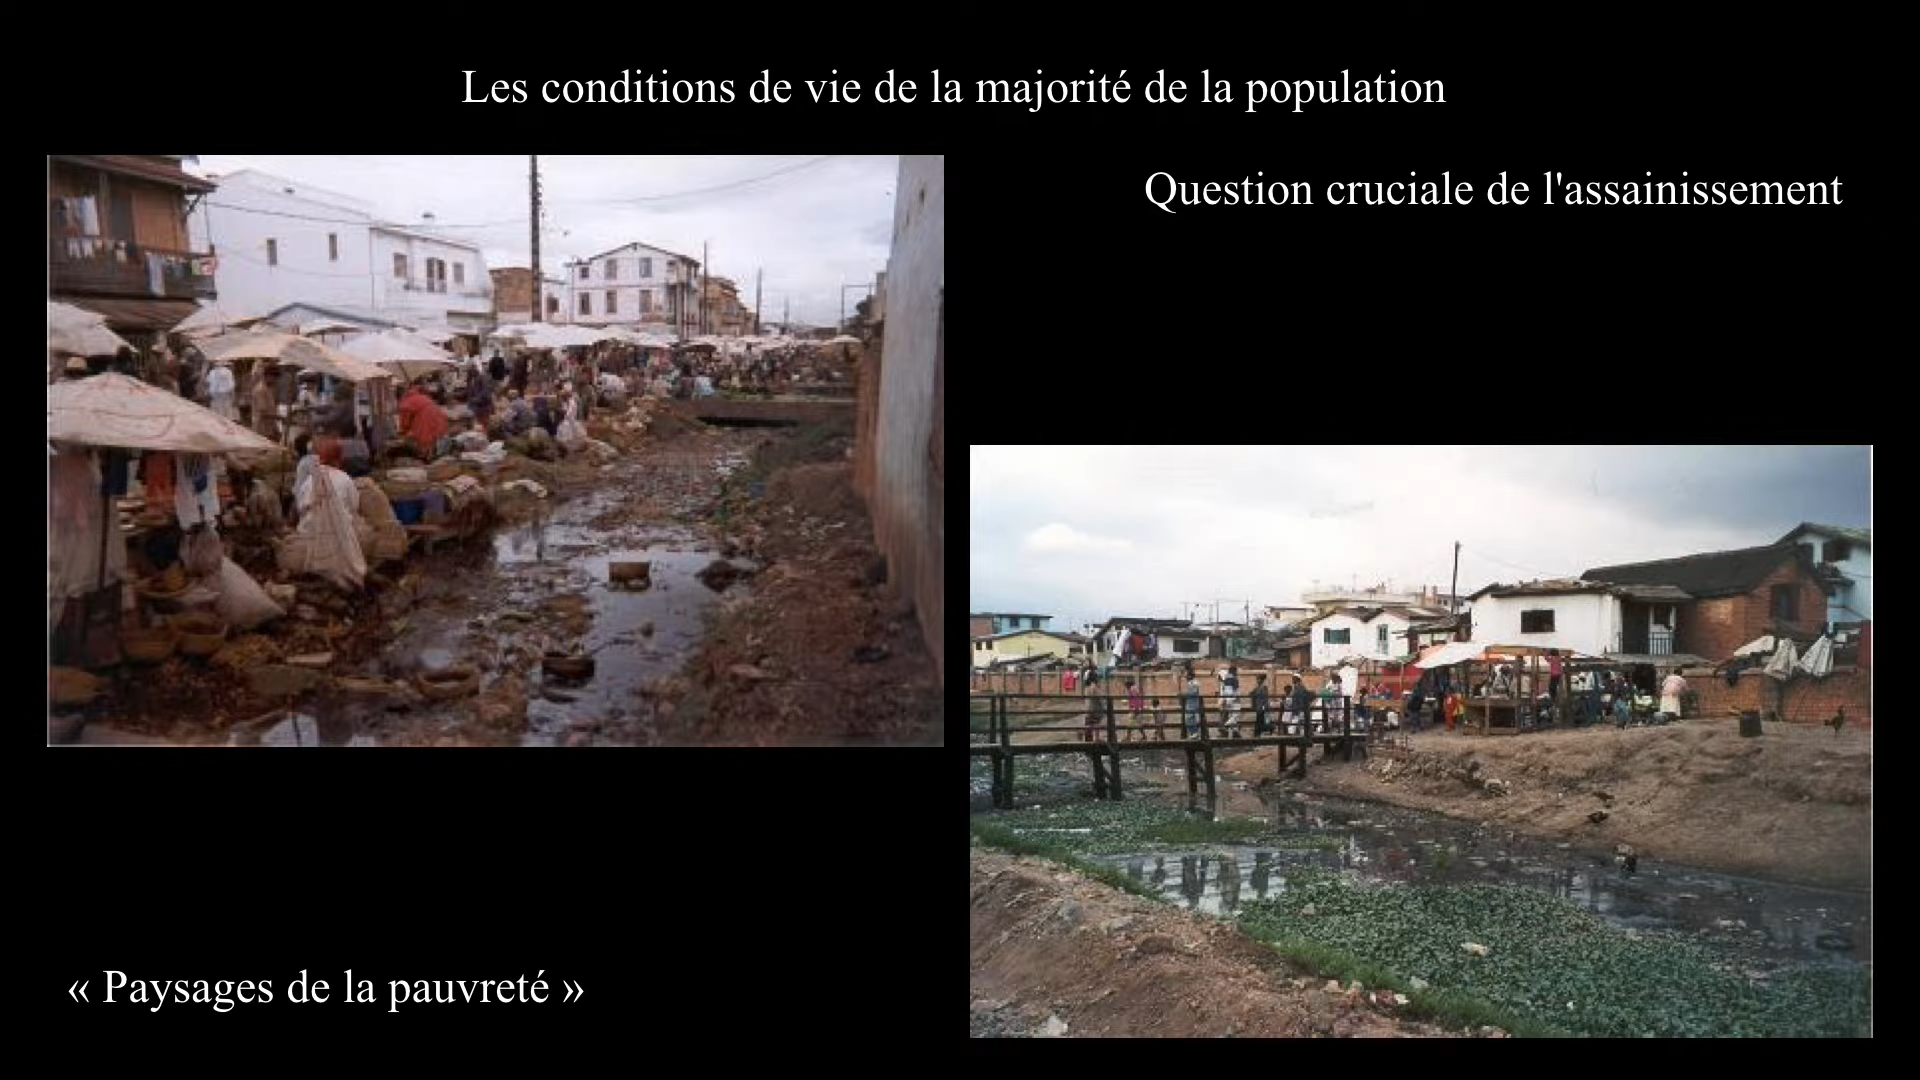 Les conditions de vie de la majorité de la population
Question cruciale de l'assainissement
« Paysages de la pauvreté »